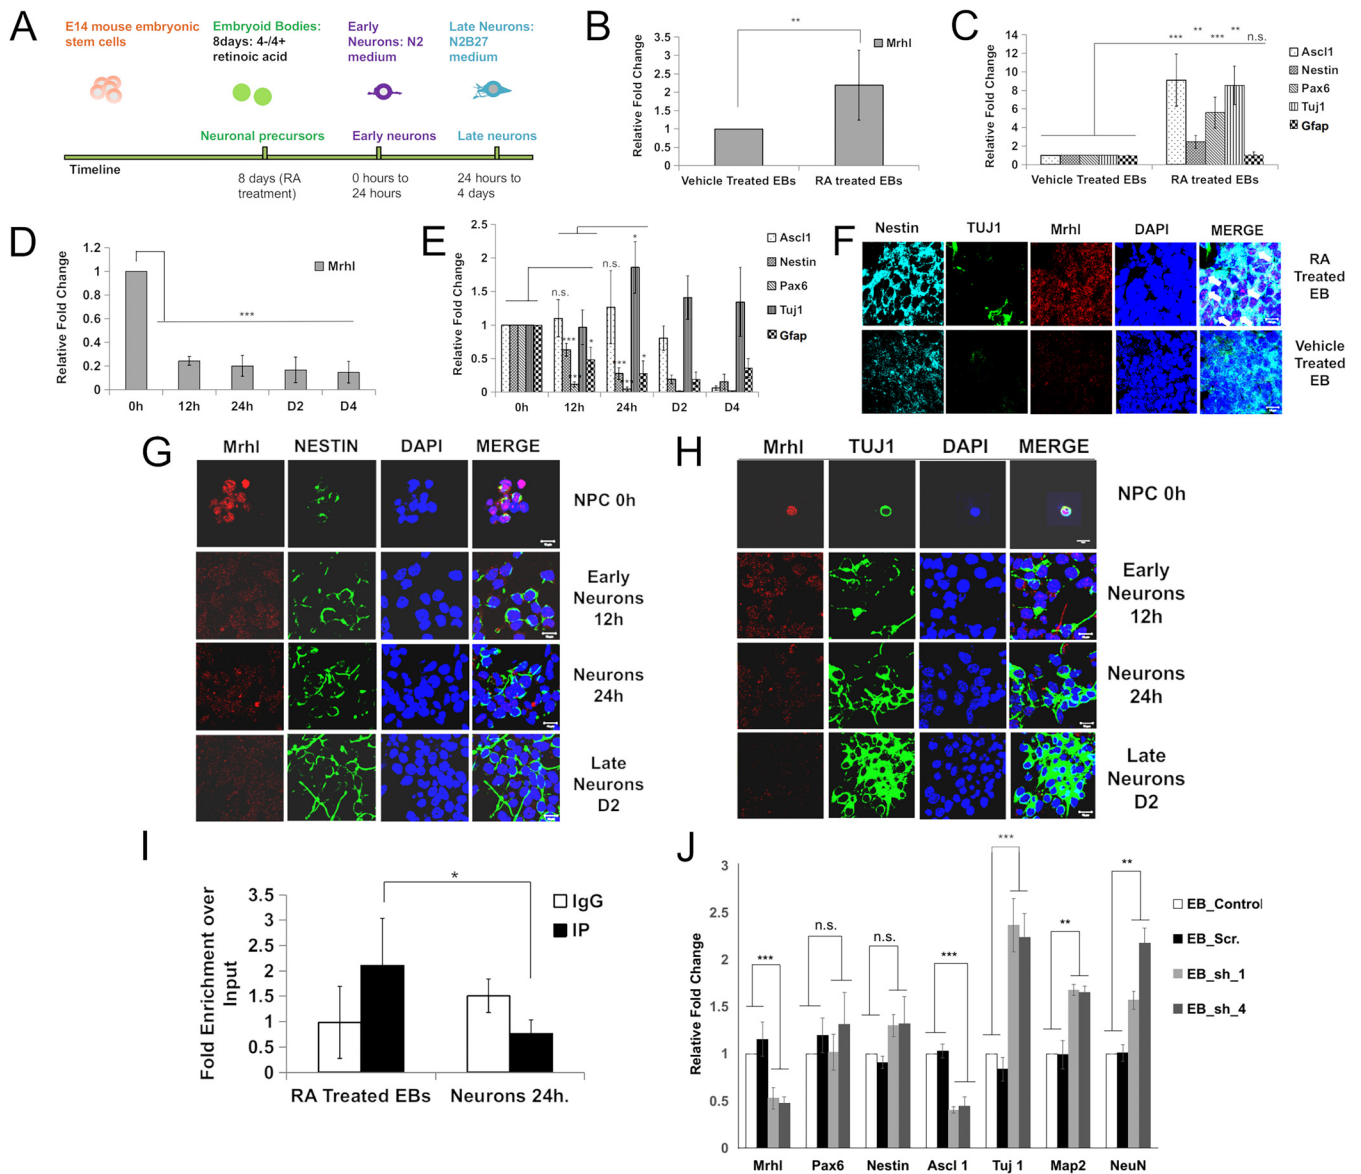 A
E14 mouse embryonic
stem cells
Embryoid Bodies:
8days: 4-/4+
retinoic acid
Early
Neurons: N2
medium
Late Neurons:
N2B27
medium
Neuronal precursors
Early neurons
Late neurons
Timeline
8 days (RA
treatment)
0 hours to
24 hours
24 hours to
4 days
B
Relative Fold Change
3.5
3
2.5
2
1.5
1
0.5
0
**
Mrhl
Vehicle Treated EBs
RA treated EBs
C
Relative Fold Change
14
12
10
8
6
4
2
0
***
**
***
**
n.s.
Ascl1
Nestin
Pax6
Tuj1
Gfap
Vehicle Treated EBs
RA treated EBs
D
Relative Fold Change
1.2
1
0.8
0.6
0.4
0.2
0
***
Mrhl
0h
12h
24h
D2
D4
E
Relative Fold Change
2.5
2
1.5
1
0.5
0
n.s.
***
***
*
n.s.
***
***
*
*
Ascl1
Nestin
Pax6
Tuj1
Gfap
0h
12h
24h
D2
D4
F
Nestin
TUJ1
Mrhl
DAPI
MERGE
RA
Treated
EB
Vehicle
Treated
EB
G
Mrhl
NESTIN
DAPI
MERGE
NPC 0h
Early
Neurons
12h
Neurons
24h
Late
Neurons
D2
H
Mrhl
TUJ1
DAPI
MERGE
NPC 0h
Early
Neurons
12h
Neurons
24h
Late
Neurons
D2
I
Fold Enrichment over
Input
3.5
3
2.5
2
1.5
1
0.5
0
*
IgG
IP
RA Treated EBs
Neurons 24h.
J
Relative Fold Change
3
2.5
2
1.5
1
0.5
0
***
n.s.
n.s.
***
***
**
**
EB_Control
EB_Scr.
EB_sh_1
EB_sh_4
Mrhl
Pax6
Nestin
Ascl 1
Tuj 1
Map2
NeuN